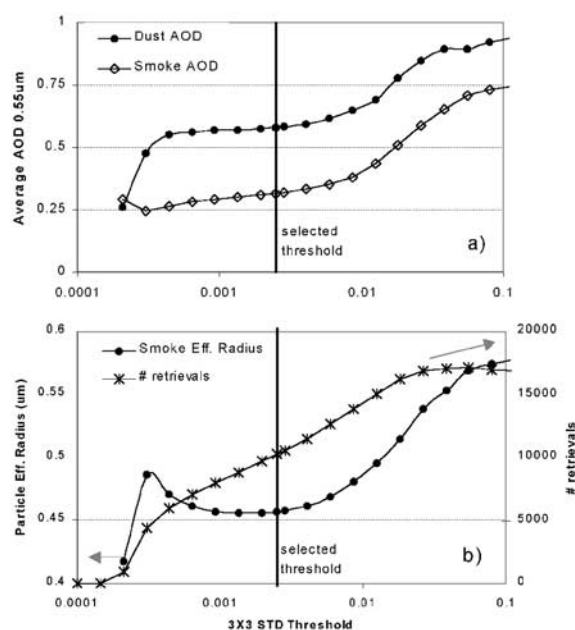 Dust AOD
Smoke AOD
Average AOD 0.55um
1
0.75
0.5
0.25
0
selected
threshold
a)
0.0001
0.001
0.01
0.1
Smoke Eff. Radius
# retrievals
Particle Eff. Radius (um)
0.6
0.55
0.5
0.45
0.4
20000
15000
10000
5000
0
# retrievals
selected
threshold
b)
0.0001
0.001
0.01
0.1
3X3 STD Threshold